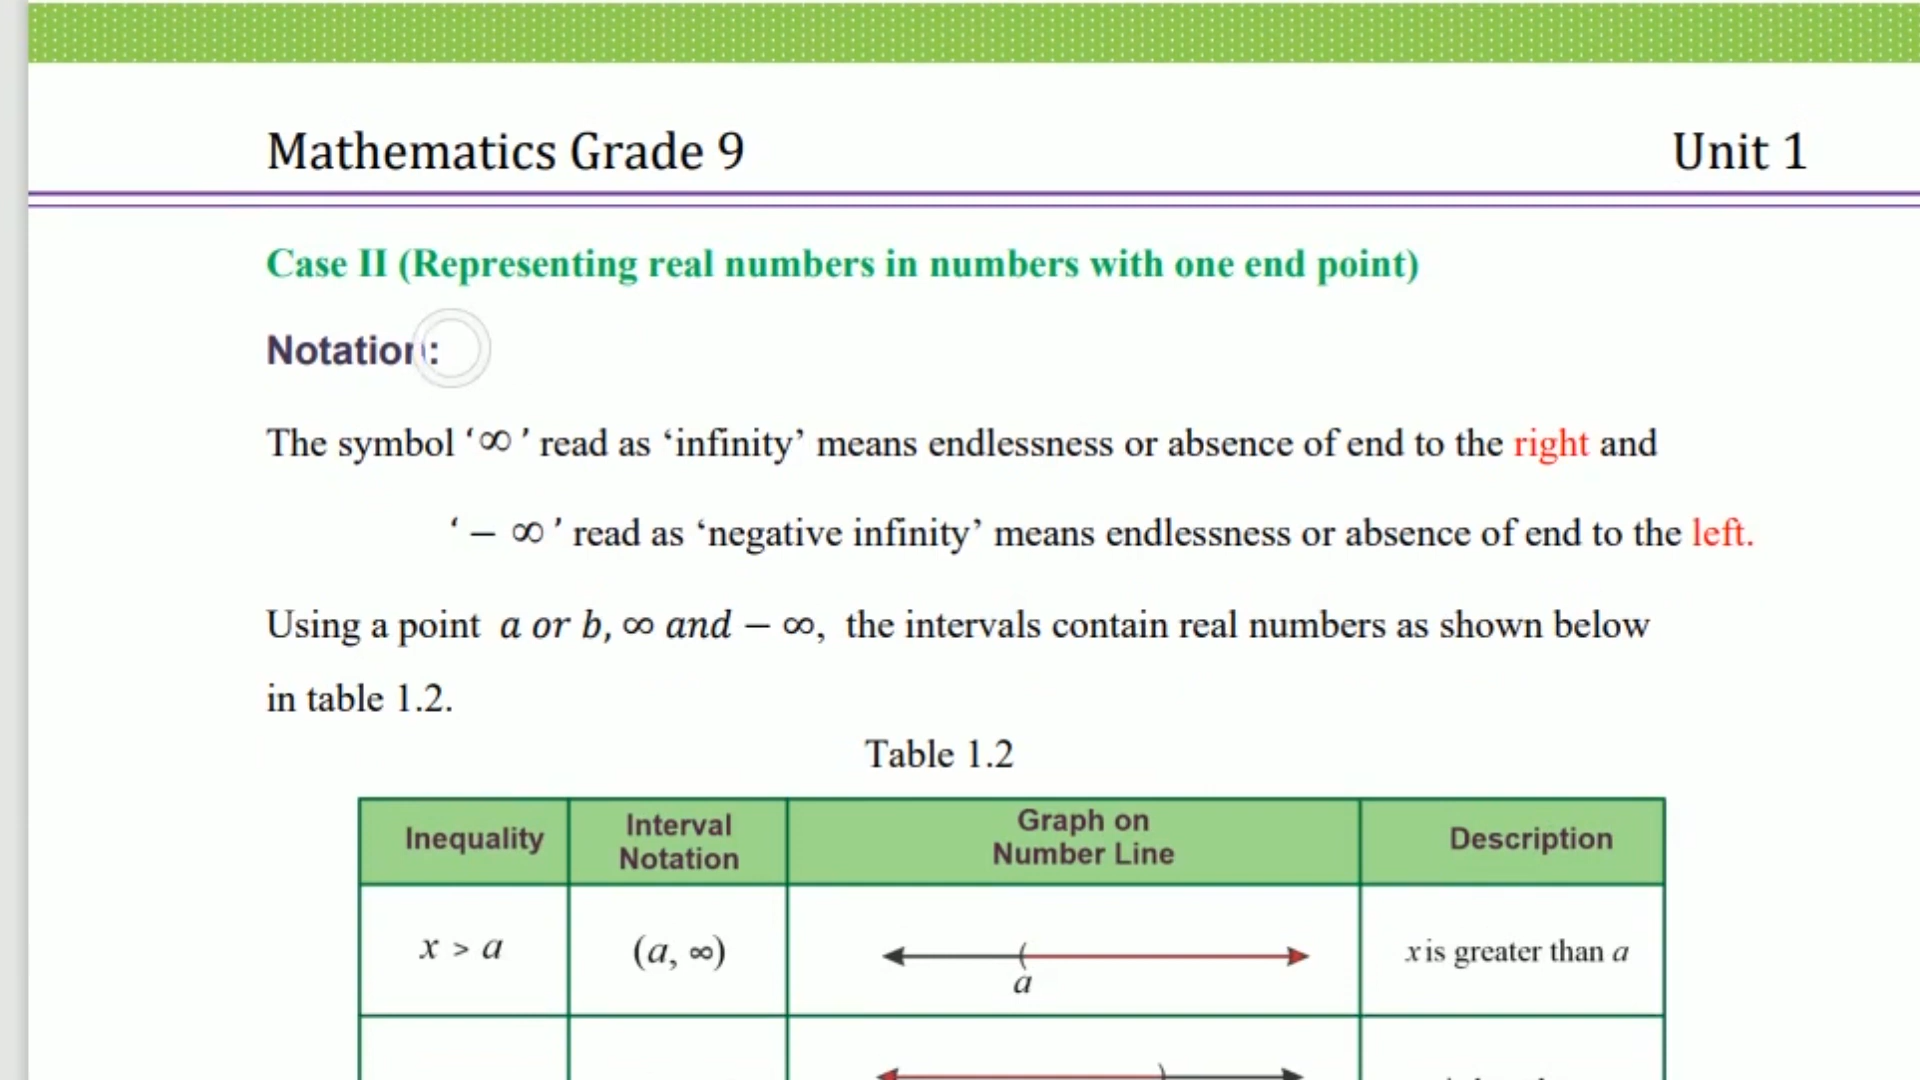 Mathematics Grade 9
Unit 1
Case II (Representing real numbers in numbers with one end point)
Notation:
The symbol ‘∞’ read as ‘infinity’ means endlessness or absence of end to the right and
‘− ∞’ read as ‘negative infinity’ means endlessness or absence of end to the left.
Using a point a or b, ∞ and − ∞, the intervals contain real numbers as shown below
in table 1.2.
Table 1.2
Inequality
Interval
Notation
Graph on
Number Line
Description
x > a
(a, ∞)
(
a
x is greater than a